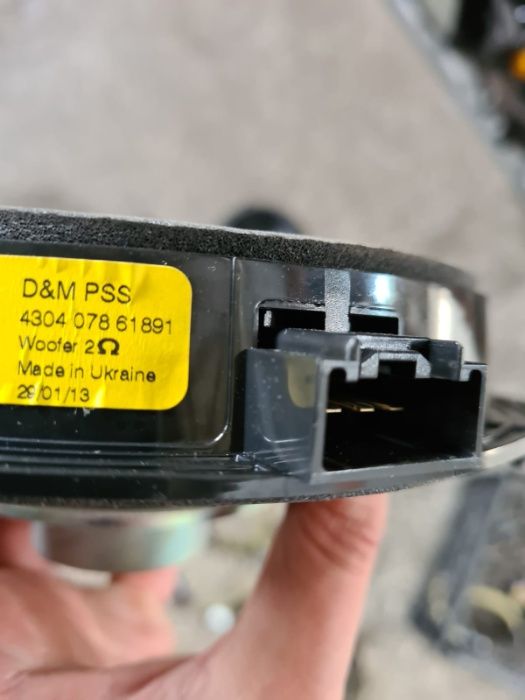 D&M PSS
4304 078 61891
Woofer 2Ω
Made in Ukraine
29/01/13